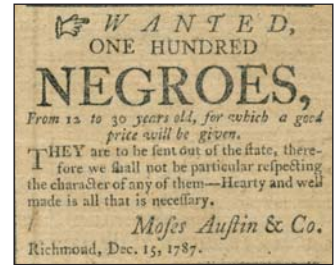 ☞ WANTED,
ONE HUNDRED
NEGROES,
From 12 to 30 years old, for which a good
price will be given.
THEY are to be sent out of the state, there-
fore we shall not be particular respecting
the character of any of them—Hearty and well
made is all that is necessary.
Moses Austin & Co.
Richmond, Dec. 15, 1787.